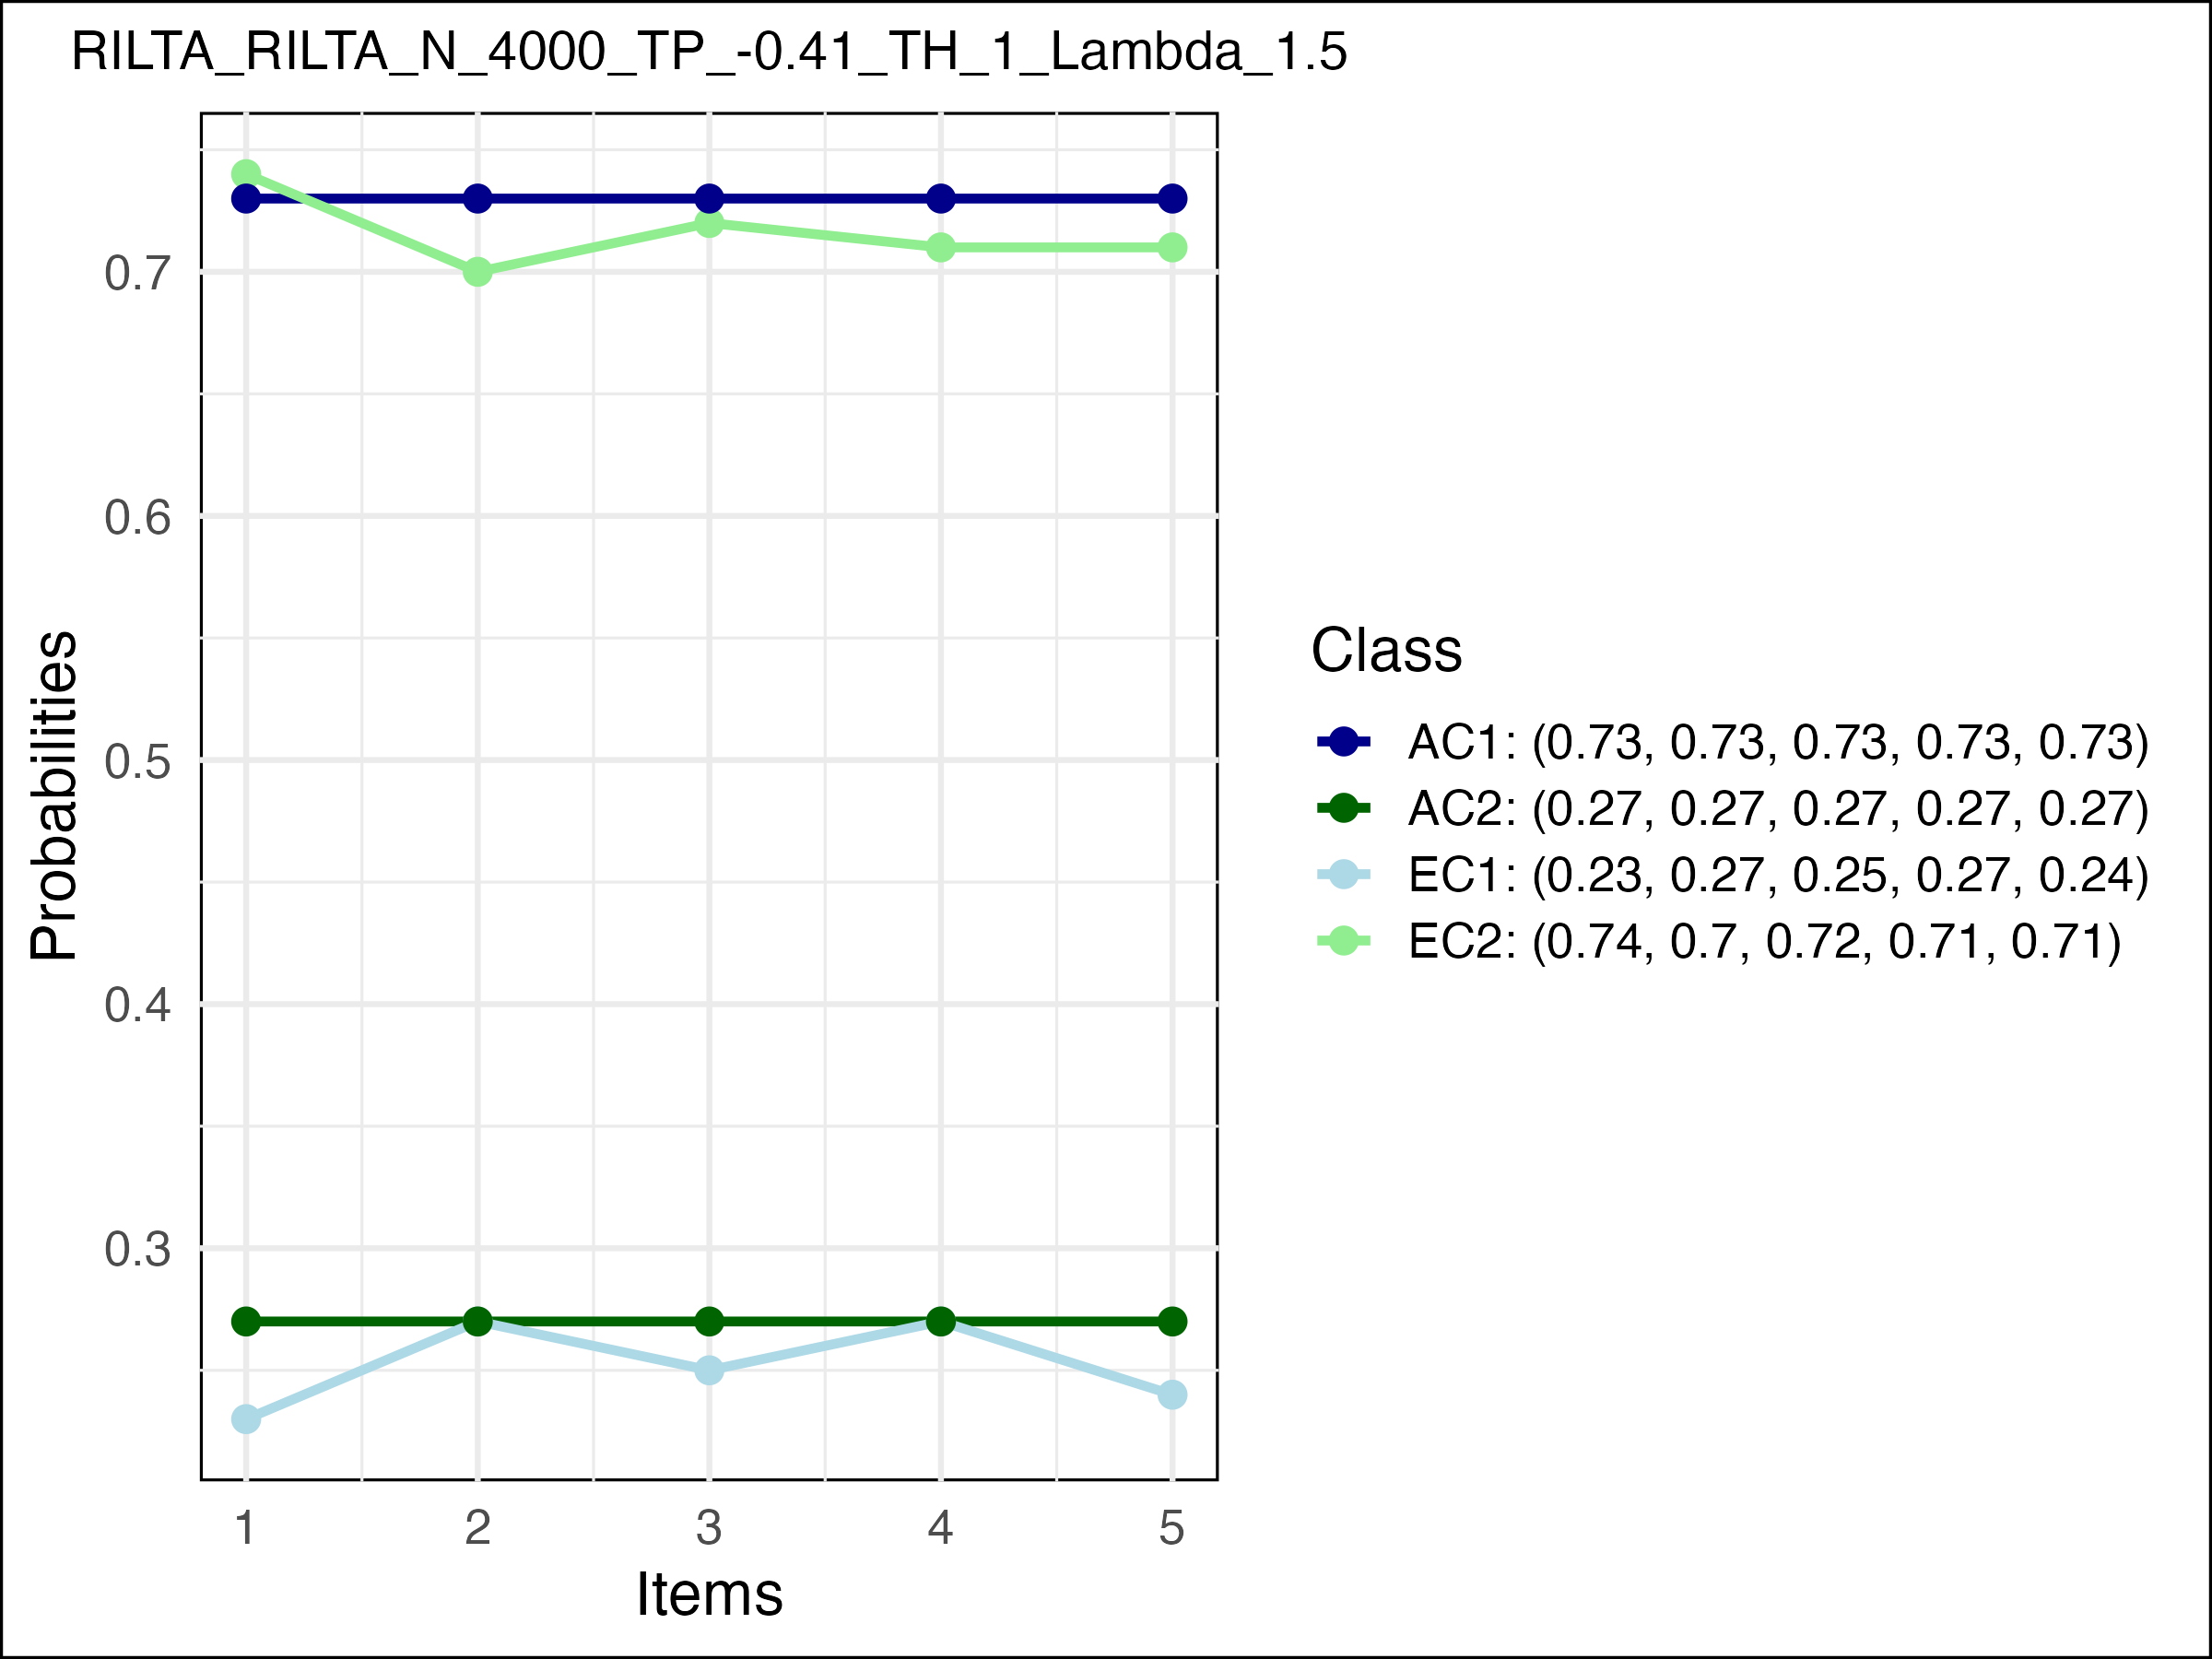 RILTA_RILTA_N_4000_TP_-0.41_TH_1_Lambda_1.5
Probabilities
0.7
0.6
0.5
0.4
0.3
1 2 3 4 5
Items
Class
AC1: (0.73, 0.73, 0.73, 0.73, 0.73)
AC2: (0.27, 0.27, 0.27, 0.27, 0.27)
EC1: (0.23, 0.27, 0.25, 0.27, 0.24)
EC2: (0.74, 0.7, 0.72, 0.71, 0.71)